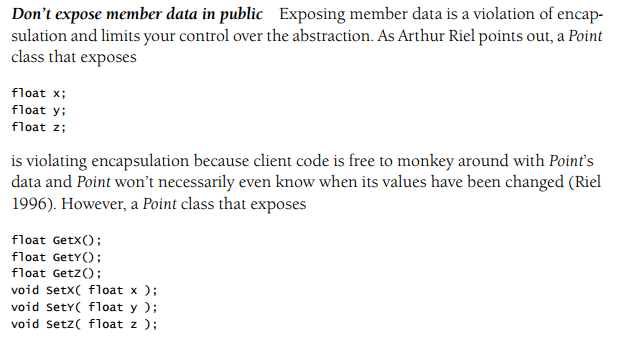 Don't expose member data in public Exposing member data is a violation of encap-
sulation and limits your control over the abstraction. As Arthur Riel points out, a Point
class that exposes
float x;
float y;
float z;
is violating encapsulation because client code is free to monkey around with Point's
data and Point won't necessarily even know when its values have been changed (Riel
1996). However, a Point class that exposes
float GetX();
float GetY();
float GetZ();
void SetX( float x );
void SetY( float y );
void SetZ( float z );